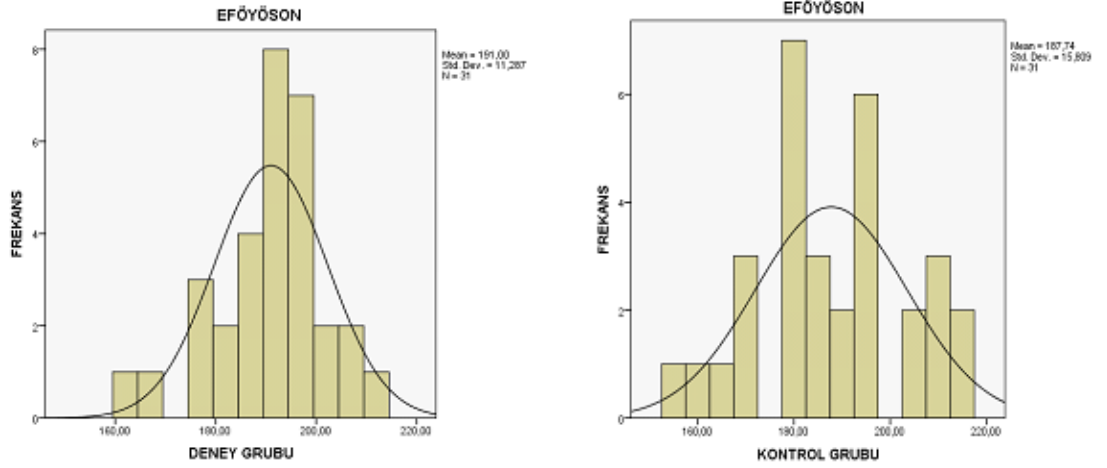 EFÖYÖSON
Mean = 191,00
Std. Dev. = 11,287
N = 31
FREKANS
8
6
4
2
0
160,00 180,00 200,00 220,00
DENEY GRUBU
EFÖYÖSON
Mean = 187,74
Std. Dev. = 15,809
N = 31
FREKANS
6
4
2
0
160,00 180,00 200,00 220,00
KONTROL GRUBU